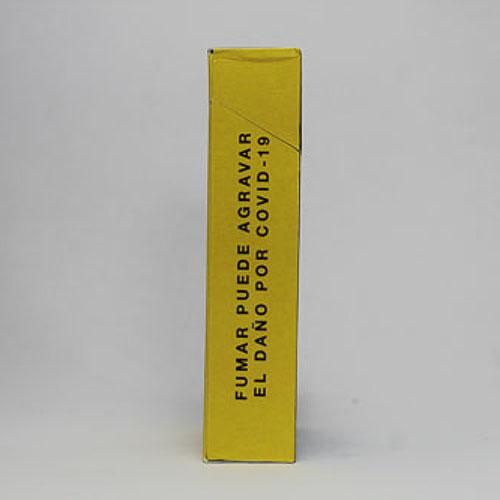 FUMAR PUEDE AGRAVAR
EL DAÑO POR COVID-19